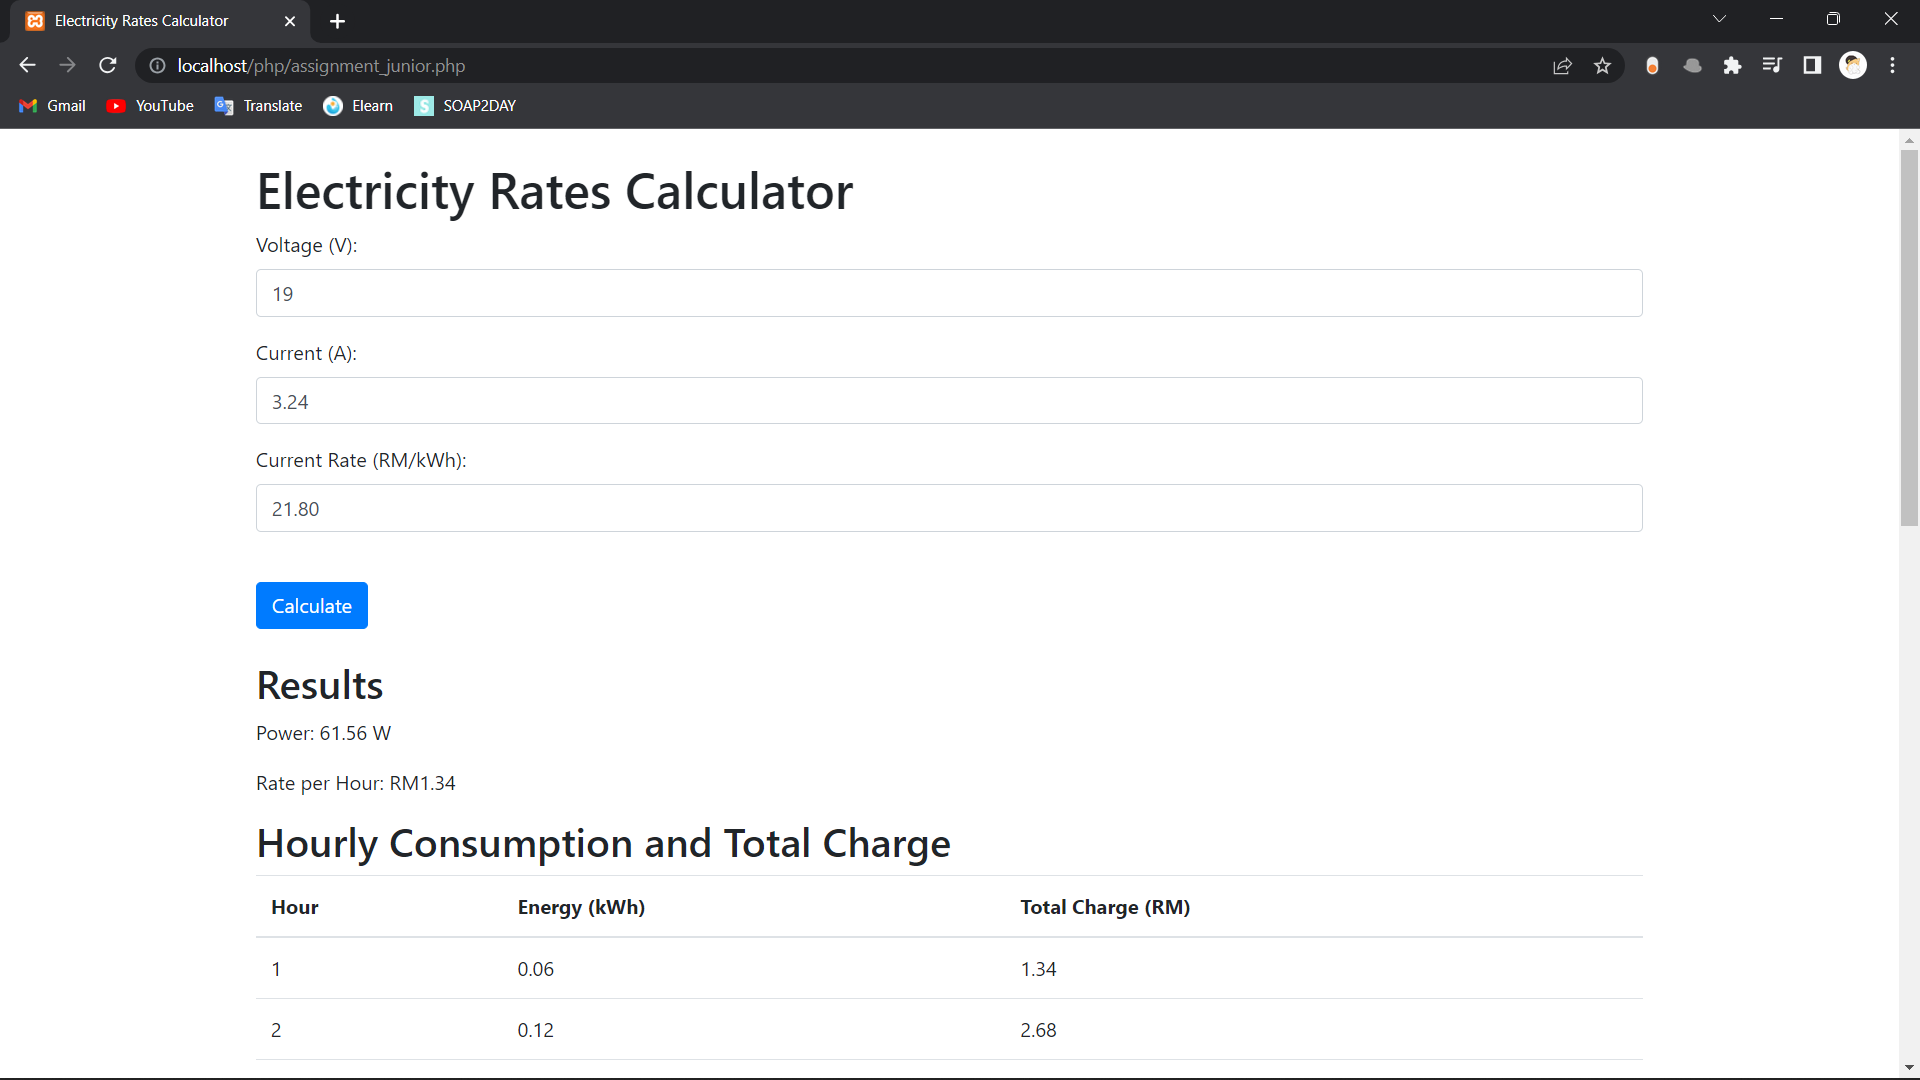 Electricity Rates Calculator
localhost/php/assignment_junior.php
Gmail YouTube Translate Elearn S SOAP2DAY
Electricity Rates Calculator
Voltage (V):
19
Current (A):
3.24
Current Rate (RM/kWh):
21.80
Calculate
Results
Power: 61.56 W
Rate per Hour: RM1.34
Hourly Consumption and Total Charge
Hour Energy (kWh) Total Charge (RM)
1 0.06 1.34
2 0.12 2.68